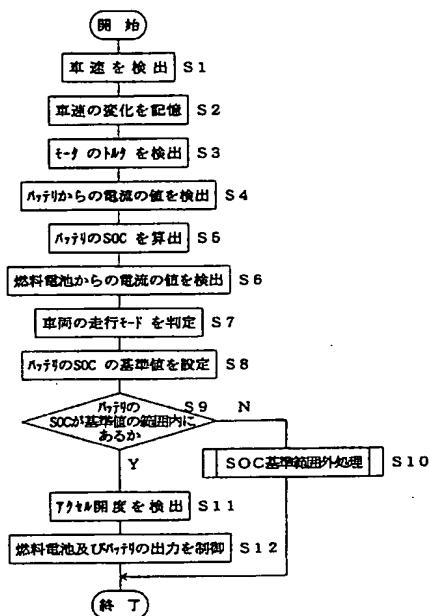 開始
車速を検出 S1
車速の変化を記憶 S2
モータのトルクを検出 S3
バッテリからの電流の値を検出 S4
バッテリのSOCを算出 S5
燃料電池からの電流の値を検出 S6
車両の走行モードを判定 S7
バッテリのSOCの基準値を設定 S8
S9 N
バッテリの
SOCが基準値の範囲内に
あるか
SOC基準範囲外処理 S10
Y
アクセル開度を検出 S11
燃料電池及びバッテリの出力を制御 S12
終了